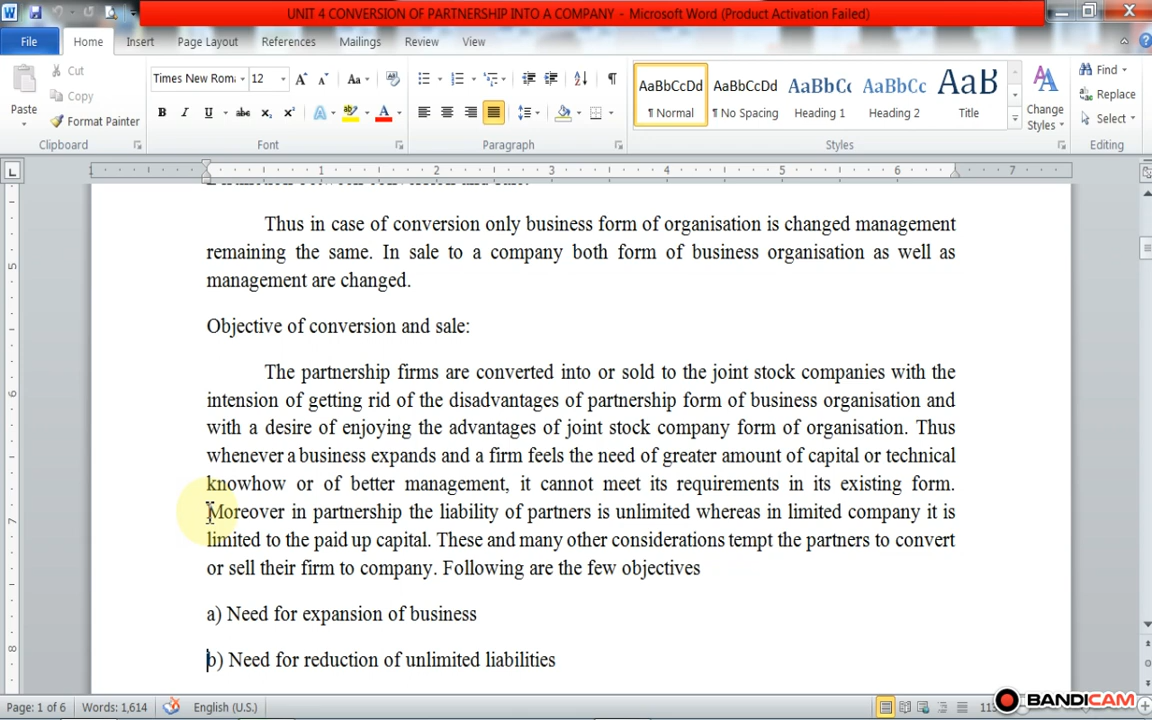 UNIT 4 CONVERSION OF PARTNERSHIP INTO A COMPANY - Microsoft Word (Product Activation Failed)
File Home Insert Page Layout References Mailings Review View
Paste Cut Copy Format Painter
Times New Rom 12
AaBbCcDd AaBbCcDd AaBbCc AaBbCcDd AaB
¶ Normal ¶ No Spacing Heading 1 Heading 2 Title
Change Styles
Find Replace Select
Clipboard Font Paragraph Styles Editing
1 1 2 3 4 5 6 7
Thus in case of conversion only business form of organisation is changed management
remaining the same. In sale to a company both form of business organisation as well as
management are changed.
Objective of conversion and sale:
The partnership firms are converted into or sold to the joint stock companies with the
intension of getting rid of the disadvantages of partnership form of business organisation and
with a desire of enjoying the advantages of joint stock company form of organisation. Thus
whenever a business expands and a firm feels the need of greater amount of capital or technical
knowhow or of better management, it cannot meet its requirements in its existing form.
Moreover in partnership the liability of partners is unlimited whereas in limited company it is
limited to the paid up capital. These and many other considerations tempt the partners to convert
or sell their firm to company. Following are the few objectives
a) Need for expansion of business
b) Need for reduction of unlimited liabilities
Page: 1 of 6 Words: 1,614 English (U.S.)
BANDICAM